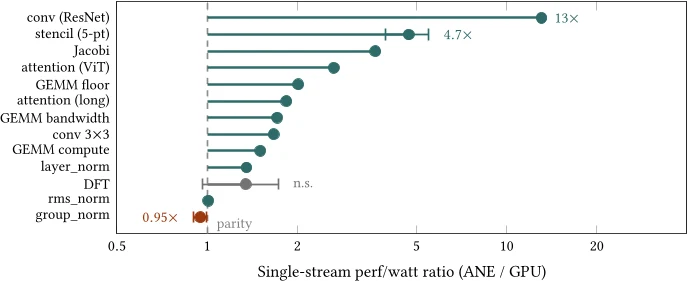 conv (ResNet)
13×
stencil (5-pt)
4.7×
Jacobi
attention (ViT)
GEMM floor
attention (long)
GEMM bandwidth
conv 3×3
GEMM compute
layer_norm
DFT
n.s.
rms_norm
group_norm
0.95×
parity
0.5 1 2 5 10 20
Single-stream perf/watt ratio (ANE / GPU)